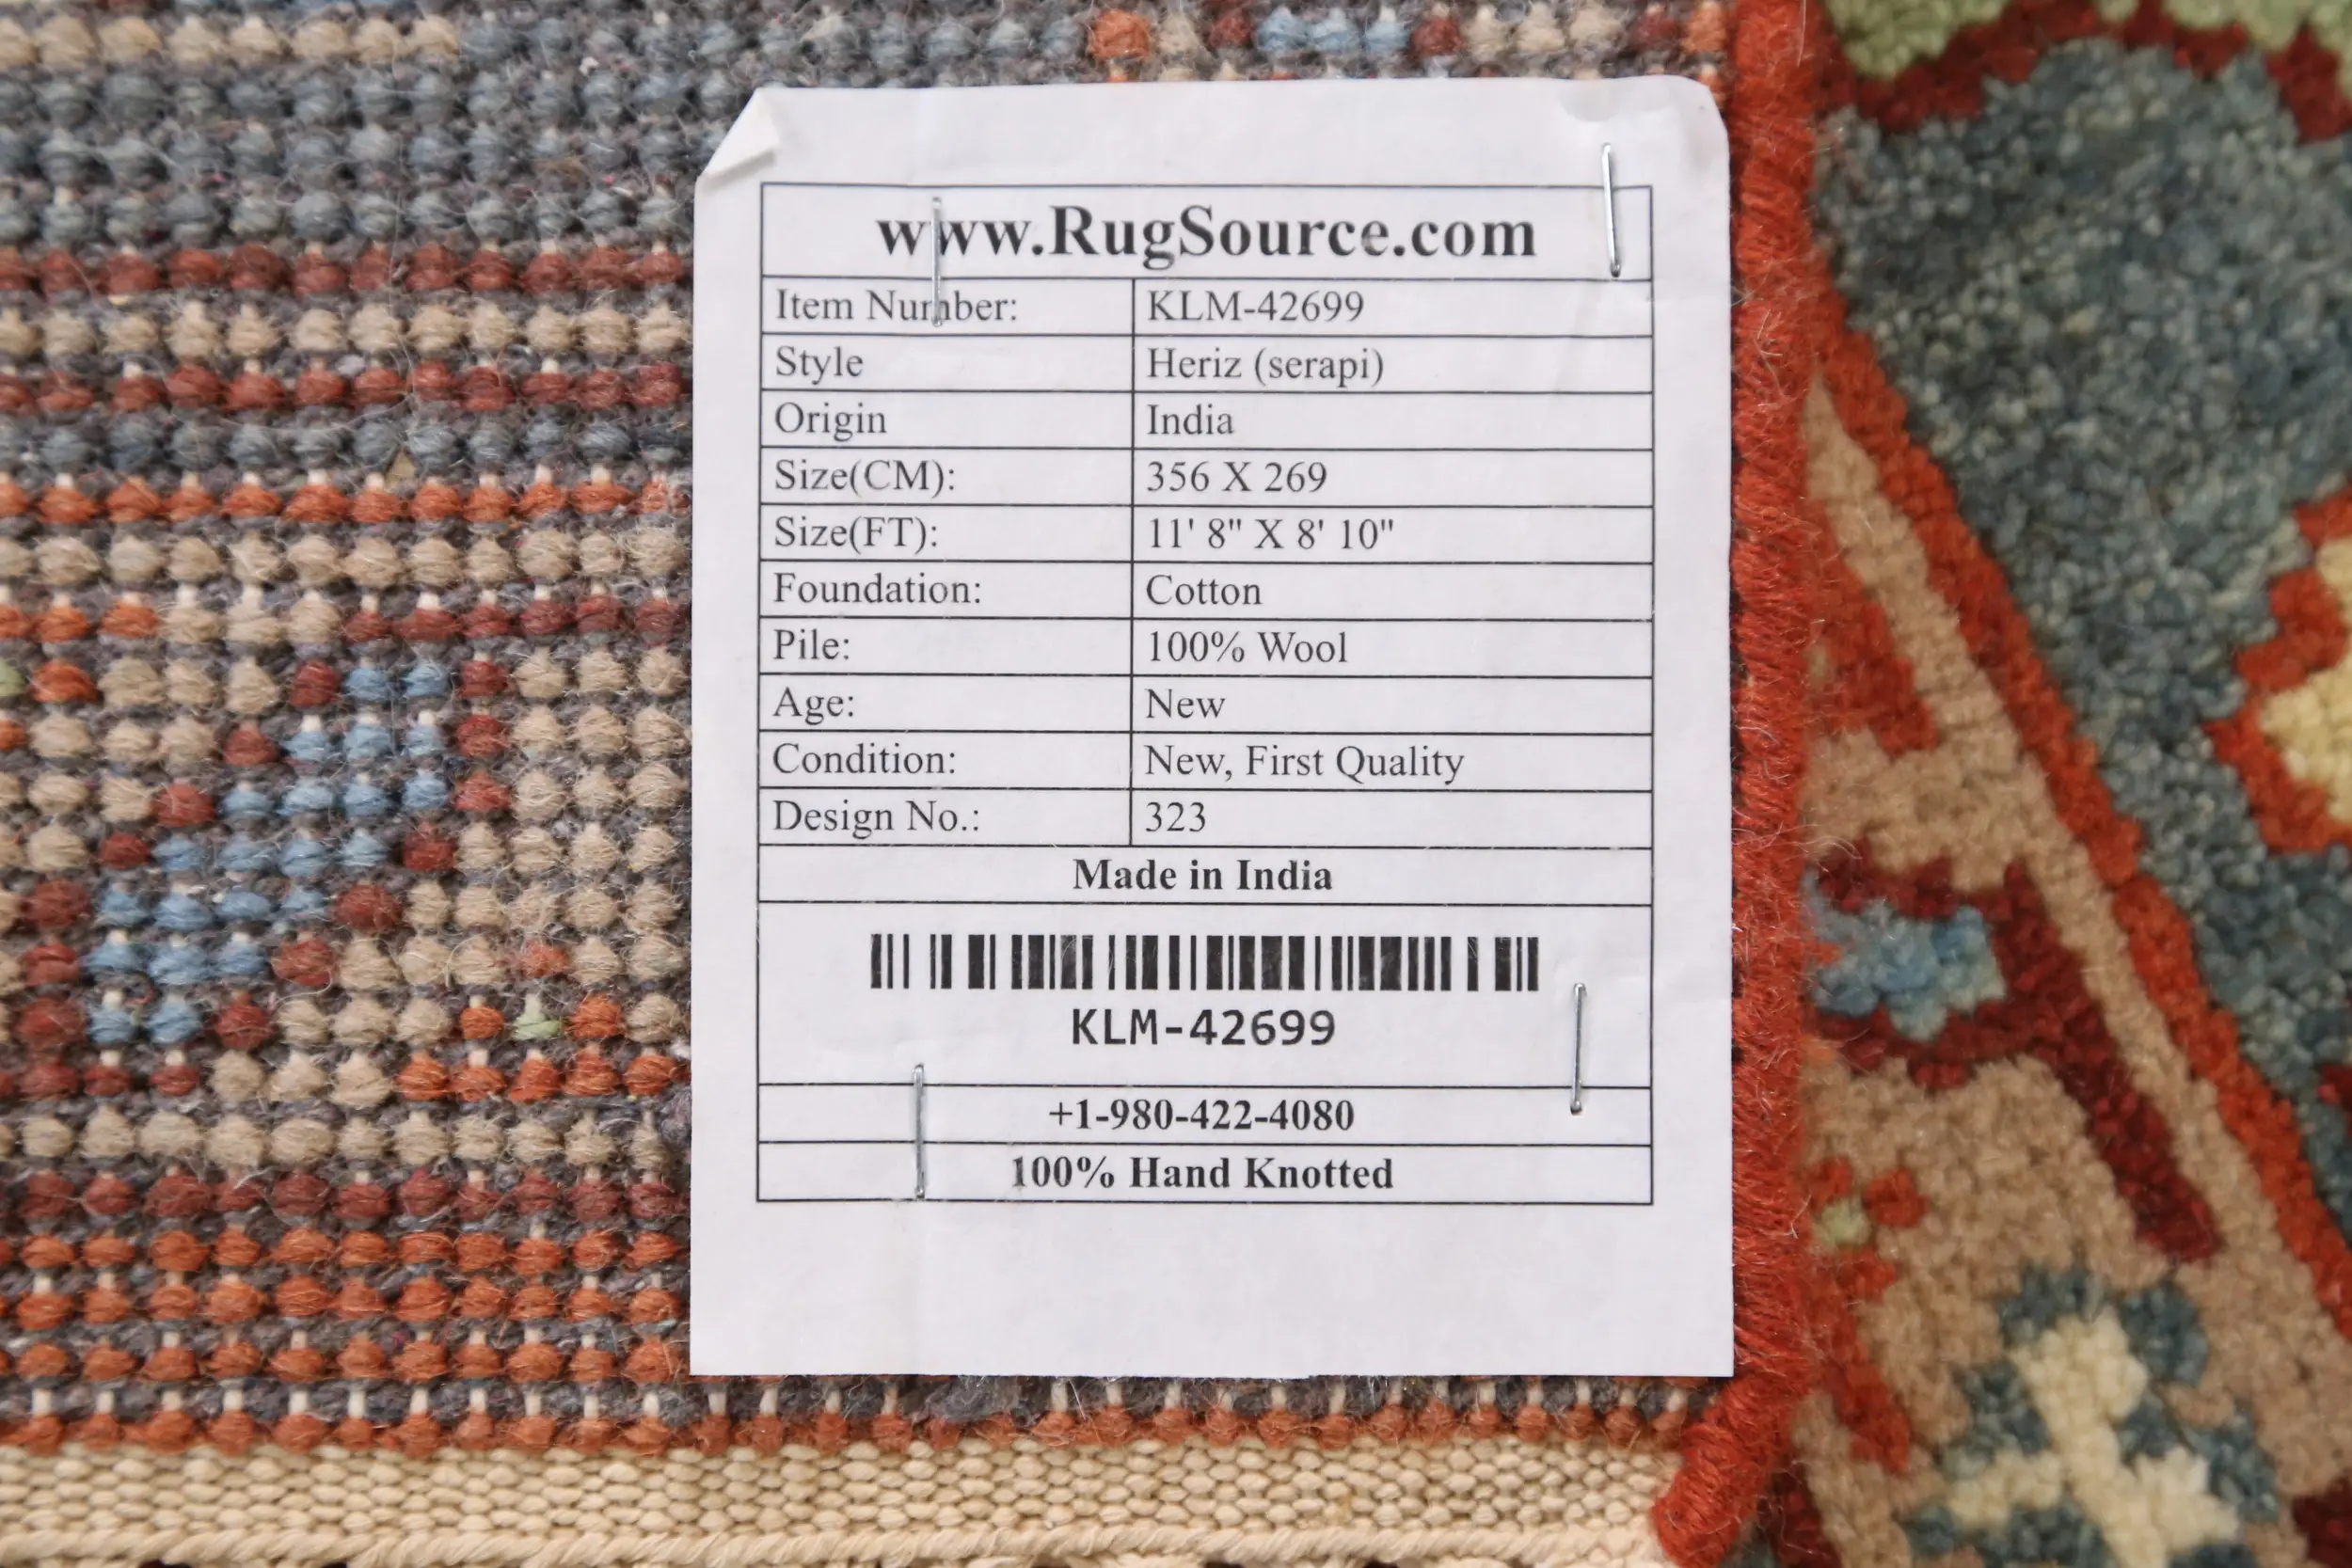 www.RugSource.com
Item Number: KLM-42699
Style Heriz (serapi)
Origin India
Size(CM): 356 X 269
Size(FT): 11' 8" X 8' 10"
Foundation: Cotton
Pile: 100% Wool
Age: New
Condition: New, First Quality
Design No.: 323
Made in India
KLM-42699
+1-980-422-4080
100% Hand Knotted